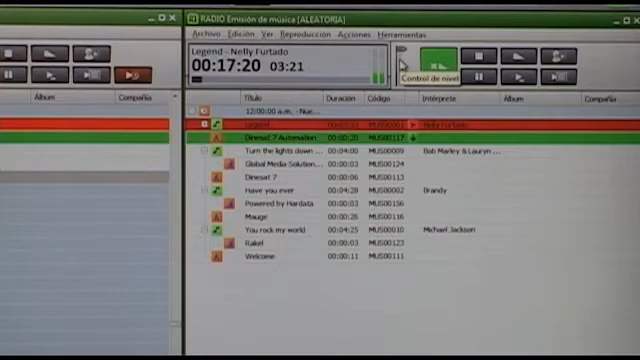 RADIO Emisión de música [ALEATORIA]
Archivo Edición Ver Reproducción Acciones Herramientas
Legend - Nelly Furtado
00:17:20 03:21
Control de nivel
Álbum Compañía
Título Duración Código Intérprete Álbum Compañía
12:00:00 a.m. - Nue...
Legend MUS00001 Nelly Furtado
Dinesat 7 Automation 00:00:20 MUS00117
Turn the lights down ... 00:04:00 MUS00009 Bob Marley & Lauryn ...
Global Media Solution... 00:00:03 MUS00124
Dinesat 7 00:00:06 MUS00113
Have you ever 00:04:28 MUS00002 Brandy
Powered by Hardata 00:00:03 MUS00156
Mauge 00:00:26 MUS00116
You rock my world 00:04:25 MUS00010 Michael Jackson
Rakel 00:00:03 MUS00123
Welcome 00:00:11 MUS00111